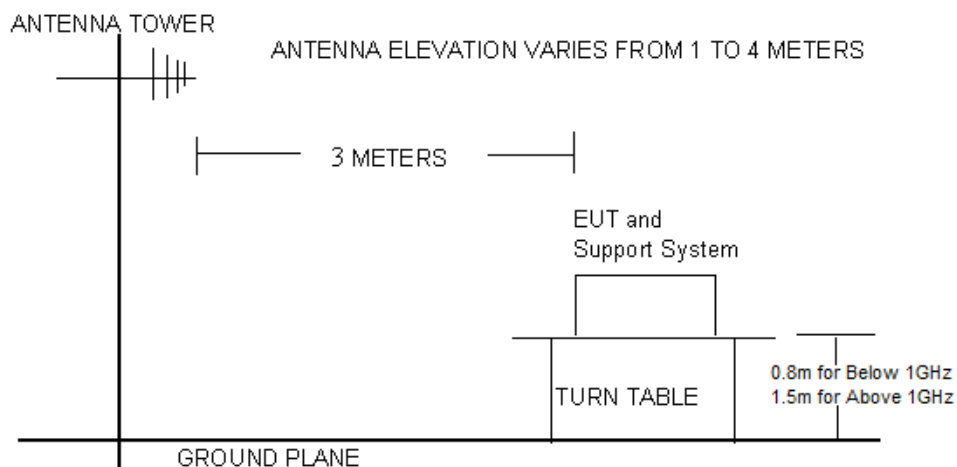 ANTENNA TOWER
ANTENNA ELEVATION VARIES FROM 1 TO 4 METERS
3 METERS
EUT and
Support System
0.8m for Below 1GHz
1.5m for Above 1GHz
TURN TABLE
GROUND PLANE